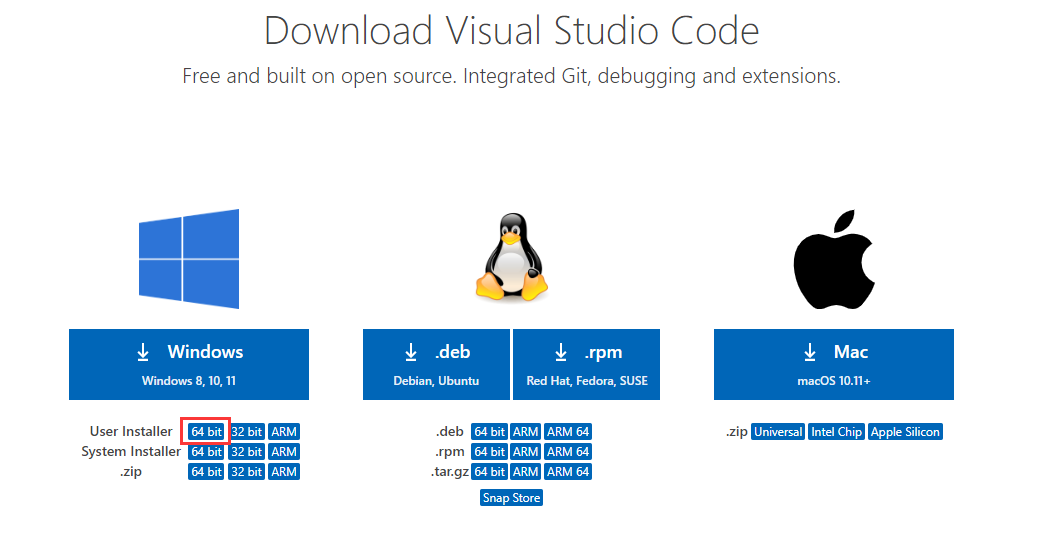 Download Visual Studio Code
Free and built on open source. Integrated Git, debugging and extensions.
Windows
Windows 8, 10, 11
User Installer 64 bit 32 bit ARM
System Installer 64 bit 32 bit ARM
.zip 64 bit 32 bit ARM
.deb
Debian, Ubuntu
.rpm
Red Hat, Fedora, SUSE
.deb 64 bit ARM ARM 64
.rpm 64 bit ARM ARM 64
.tar.gz 64 bit ARM ARM 64
Snap Store
Mac
macOS 10.11+
.zip Universal Intel Chip Apple Silicon